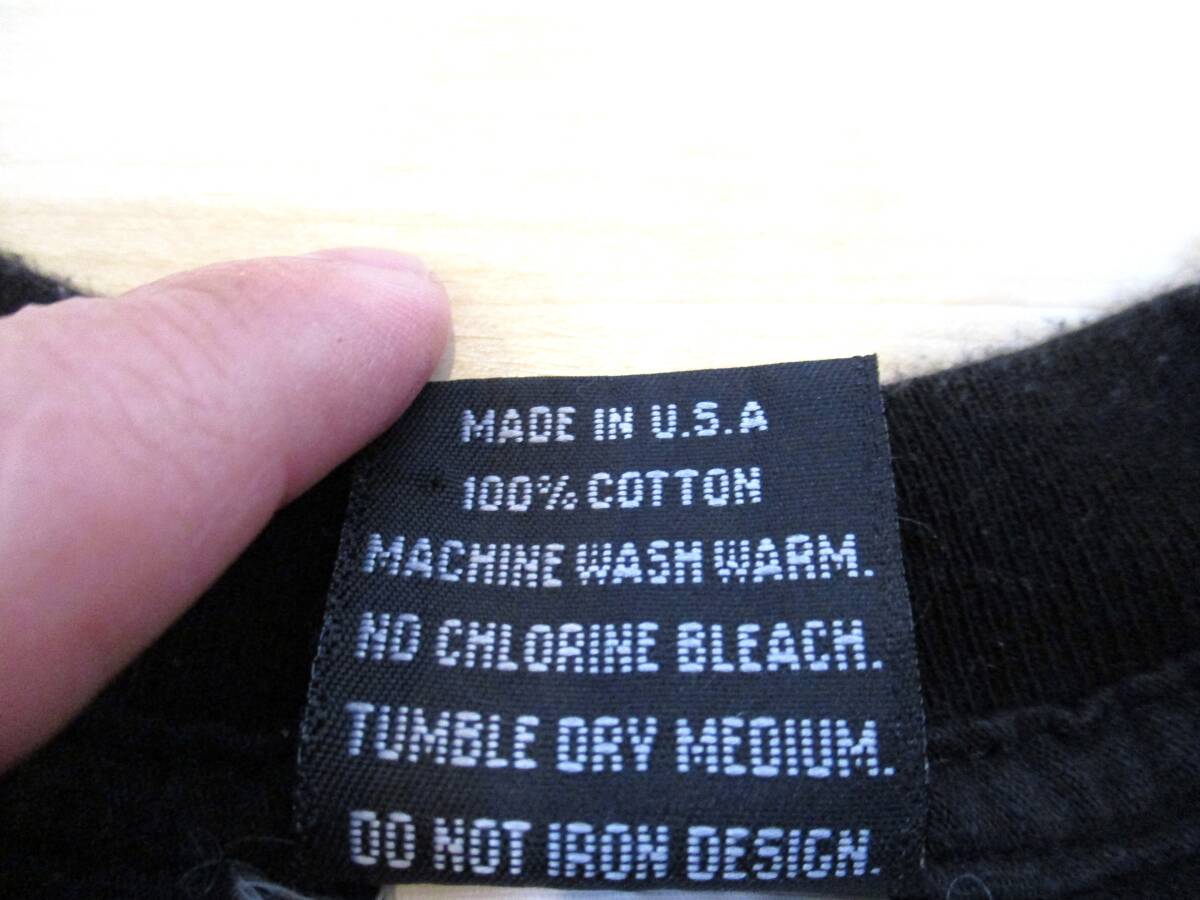 MADE IN U.S.A
100% COTTON
MACHINE WASH WARM.
NO CHLORINE BLEACH.
TUMBLE DRY MEDIUM.
DO NOT IRON DESIGN.